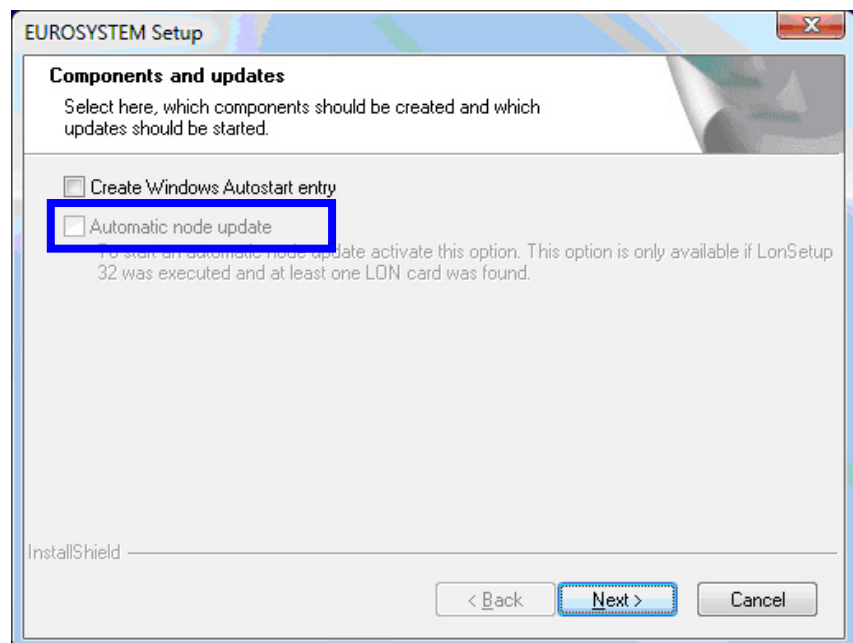 EUROSYSTEM Setup
Components and updates
Select here, which components should be created and which
updates should be started.
Create Windows Autostart entry
Automatic node update
To start an automatic node update activate this option. This option is only available if LonSetup
32 was executed and at least one LON card was found.
InstallShield
< Back
Next >
Cancel